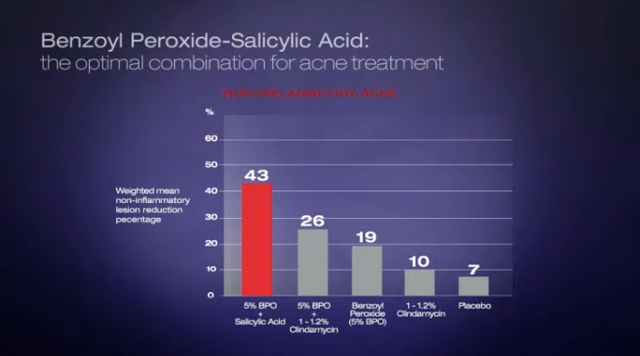 Benzoyl Peroxide-Salicylic Acid:
the optimal combination for acne treatment
NON-INFLAMMATORY ACNE
%
60
50
40
30
20
10
0
Weighted mean
non-inflammatory
lesion reduction
pecentage
43
26
19
10
7
5% BPO
+
Salicylic Acid
5% BPO
+
1 - 1.2%
Clindamycin
Benzoyl
Peroxide
(5% BPO)
1 - 1.2%
Clindamycin
Placebo